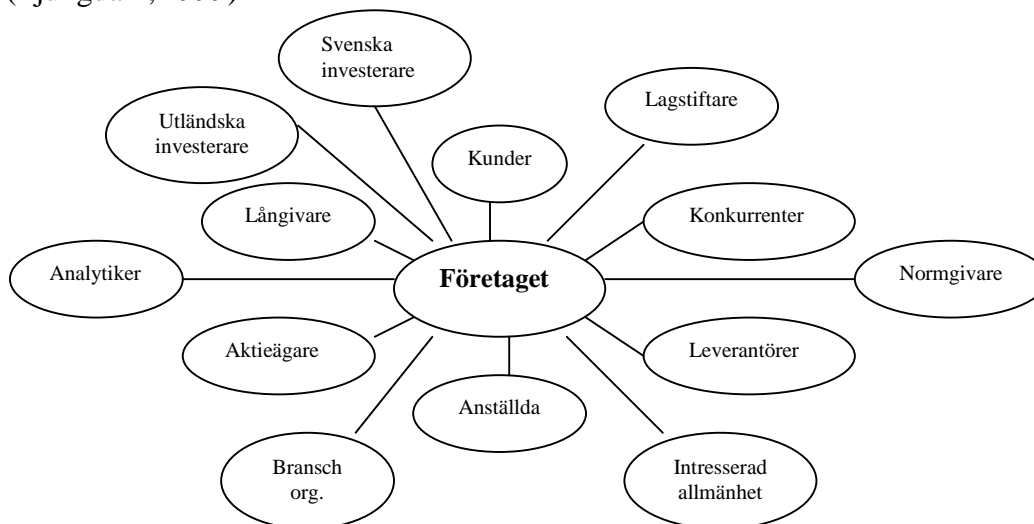 Svenska
investerare
Lagstiftare
Utländska
investerare
Kunder
Långivare
Konkurrenter
Analytiker
Företaget
Normgivare
Aktieägare
Leverantörer
Anställda
Bransch
org.
Intresserad
allmänhet